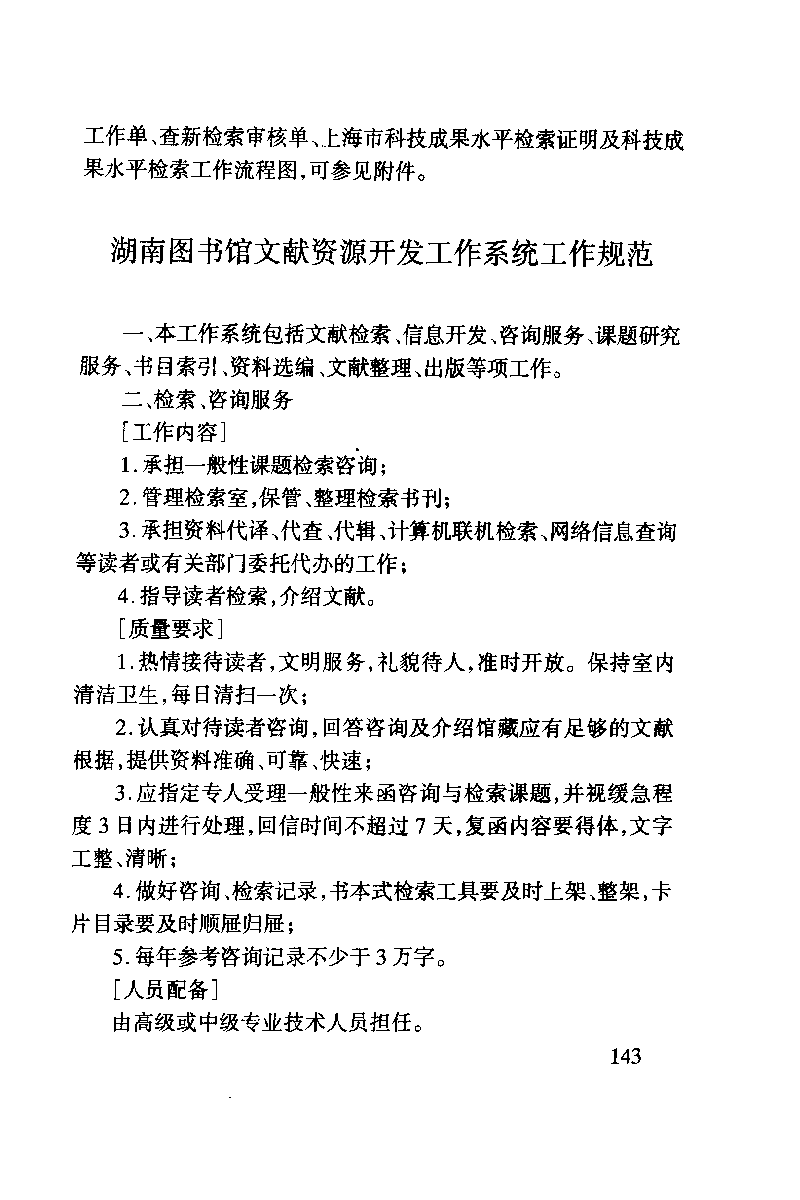 工作单、查新检索审核单、上海市科技成果水平检索证明及科技成
果水平检索工作流程图,可参见附件。
湖南图书馆文献资源开发工作系统工作规范
一、本工作系统包括文献检索、信息开发、咨询服务、课题研究
服务、书目索引、资料选编、文献整理、出版等项工作。
二、检索、咨询服务
[工作内容]
1.承担一般性课题检索咨询;
2.管理检索室,保管、整理检索书刊;
3.承担资料代译、代查、代辑、计算机联机检索、网络信息查询
等读者或有关部门委托代办的工作;
4.指导读者检索,介绍文献。
[质量要求]
1.热情接待读者,文明服务,礼貌待人,准时开放。保持室内
清洁卫生,每日清扫一次;
2.认真对待读者咨询,回答咨询及介绍馆藏应有足够的文献
根据,提供资料准确、可靠、快速;
3.应指定专人受理一般性来函咨询与检索课题,并视缓急程
度3日内进行处理,回信时间不超过7天,复函内容要得体,文字
工整、清晰;
4.做好咨询、检索记录,书本式检索工具要及时上架、整架,卡
片目录要及时顺屉归屉;
5.每年参考咨询记录不少于3万字。
[人员配备]
由高级或中级专业技术人员担任。
143